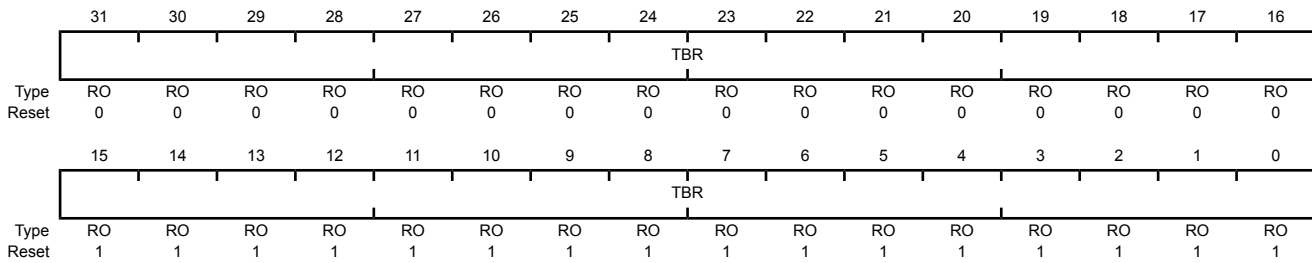 31 30 29 28 27 26 25 24 23 22 21 20 19 18 17 16
TBR
Type RO RO RO RO RO RO RO RO RO RO RO RO RO RO RO RO
Reset 0 0 0 0 0 0 0 0 0 0 0 0 0 0 0 0
15 14 13 12 11 10 9 8 7 6 5 4 3 2 1 0
TBR
Type RO RO RO RO RO RO RO RO RO RO RO RO RO RO RO RO
Reset 1 1 1 1 1 1 1 1 1 1 1 1 1 1 1 1